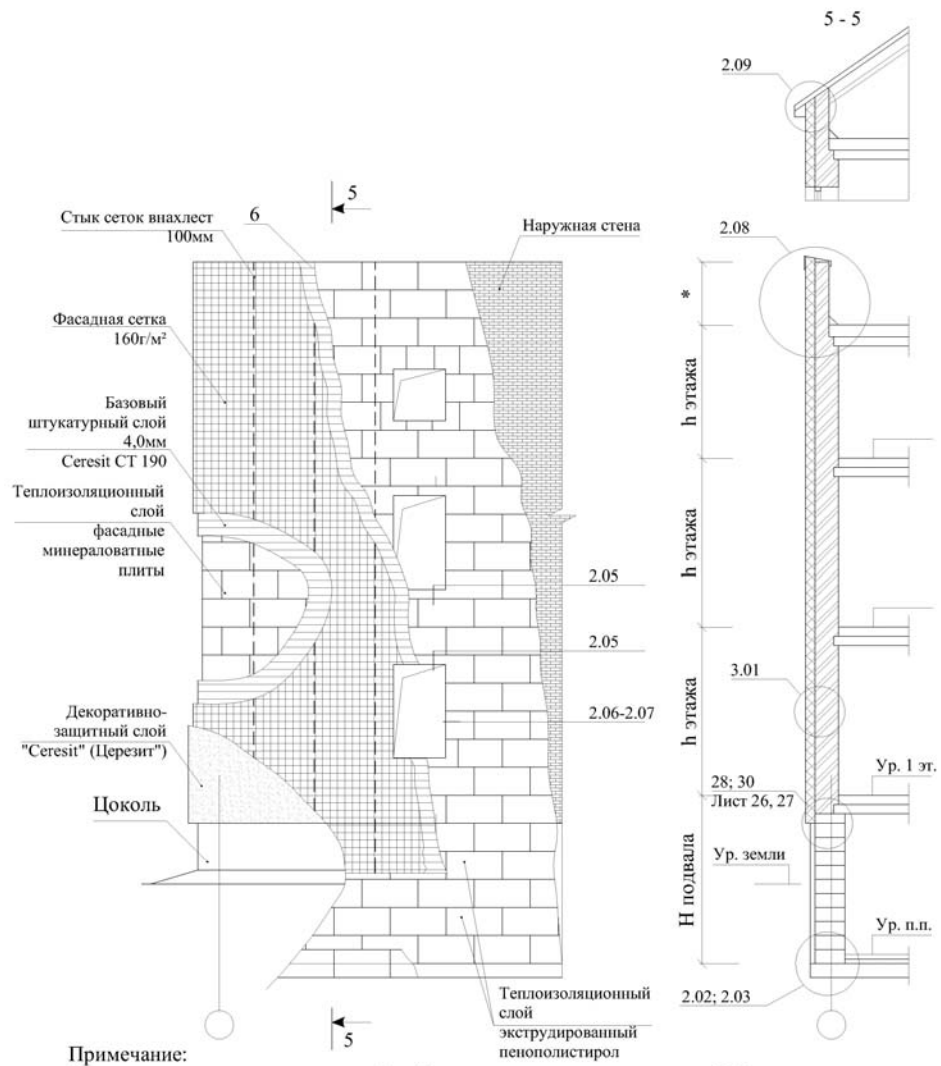 5 - 5
2.09
5
Стык сеток внахлест
100мм
6
Наружная стена
2.08
*
Фасадная сетка
160г/м²
h этажа
Базовый
штукатурный слой
4,0мм
Ceresit CT 190
Теплоизоляционный
слой
фасадные
минераловатные
плиты
h этажа
2.05
2.05
3.01
2.06-2.07
h этажа
Декоративно-
защитный слой
"Ceresit" (Церезит")
28; 30
Лист 26, 27
Ур. 1 эт.
Цоколь
Ур. земли
H подвала
Ур. п.п.
2.02; 2.03
Теплоизоляционный
слой
экструдированный
пенополистирол
5
Примечание: